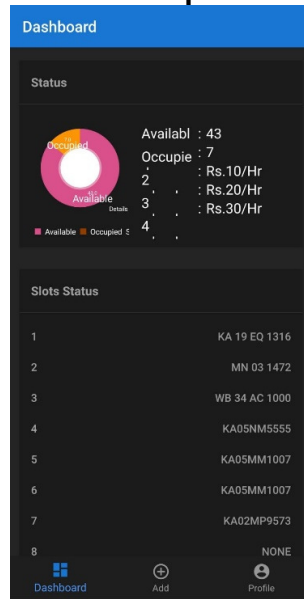 Dashboard
Status
Occupied
Available
Details
Available Occupied S
Availabl : 43
Occupie : 7
2 : Rs.10/Hr
3 : Rs.20/Hr
4 : Rs.30/Hr
Slots Status
1 KA 19 EQ 1316
2 MN 03 1472
3 WB 34 AC 1000
4 KA05NM5555
5 KA05MM1007
6 KA05MM1007
7 KA02MP9573
8 NONE
Dashboard Add Profile